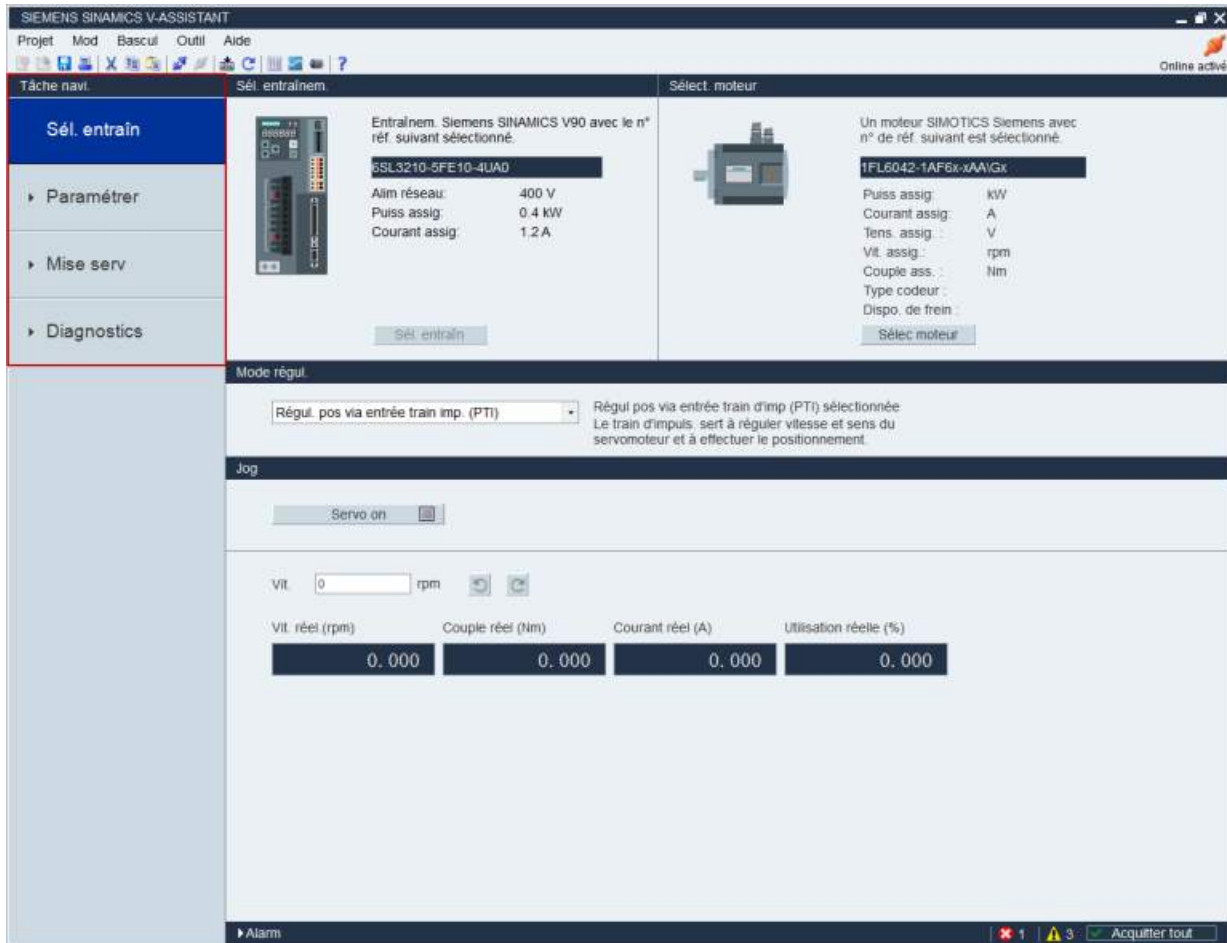 SIEMENS SINAMICS V-ASSISTANT
Projet Mod Bascul Outil Aide
Online activé
Tâche navi.
Sél. entraîn
Paramétrer
Mise serv
Diagnostics
Sél. entraînem.
Entraînem. Siemens SINAMICS V90 avec le n°
réf. suivant sélectionné.
6SL3210-5FE10-4UA0
Alim réseau: 400 V
Puiss assig: 0.4 kW
Courant assig: 1.2 A
Sél. entraîn
Sélect. moteur
Un moteur SIMOTICS Siemens avec
n° de réf. suivant est sélectionné.
1FL6042-1AF6x-xAA\Gx
Puiss assig: kW
Courant assig: A
Tens. assig. : V
Vit. assig.: rpm
Couple ass. : Nm
Type codeur :
Dispo. de frein :
Sélec moteur
Mode régul.
Régul. pos via entrée train imp. (PTI)
Régul pos via entrée train d'imp (PTI) sélectionnée
Le train d'impuls. sert à réguler vitesse et sens du
servomoteur et à effectuer le positionnement.
Jog
Servo on
Vit. 0 rpm
Vit. réel (rpm) Couple réel (Nm) Courant réel (A) Utilisation réelle (%)
0.000 0.000 0.000 0.000
Alarm 1 3 Acquitter tout